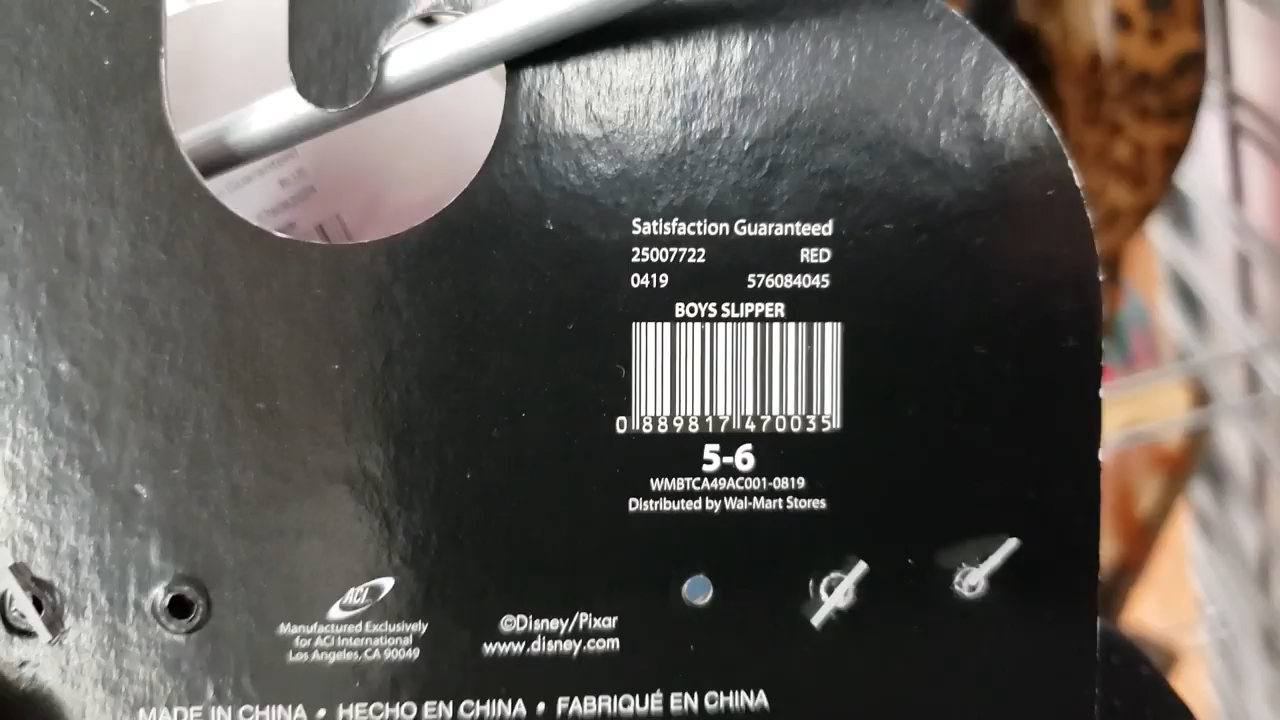 Satisfaction Guaranteed
25007722 RED
0419 576084045
BOYS SLIPPER
0 889817 470035
5-6
WMBTCA49AC001-0819
Distributed by Wal-Mart Stores
ACI
Manufactured Exclusively
for ACI International
Los Angeles, CA 90049
©Disney/Pixar
www.disney.com
MADE IN CHINA • HECHO EN CHINA • FABRIQUÉ EN CHINA